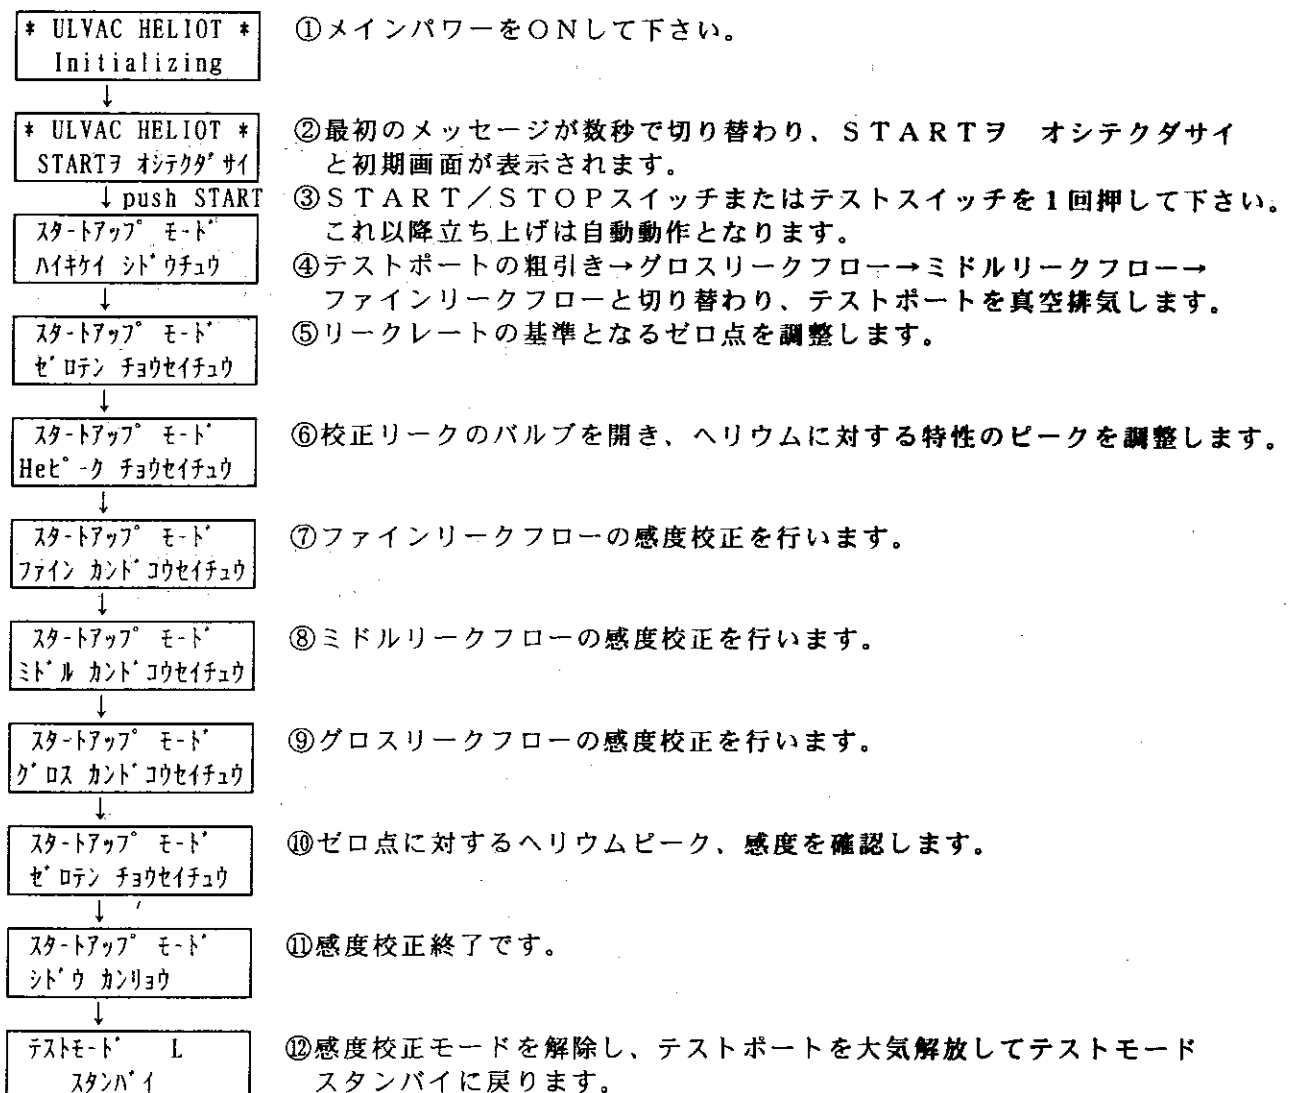 * ULVAC HELIOT *
Initializing
①メインパワーをONして下さい。
↓
* ULVAC HELIOT *
STARTヲ オシテクダサイ
②最初のメッセージが数秒で切り替わり、STARTヲ オシテクダサイ
と初期画面が表示されます。
↓ push START
③START/STOPスイッチまたはテストスイッチを1回押して下さい。
これ以降立ち上げは自動動作となります。
スタートアップ モード
ハイキケイ シドウチュウ
④テストポートの粗引き→グロスリークフロー→ミドルリークフロー→
ファインリークフローと切り替わり、テストポートを真空排気します。
↓
スタートアップ モード
ゼロテン チョウセイチュウ
⑤リークレートの基準となるゼロ点を調整します。
↓
スタートアップ モード
Heピーク チョウセイチュウ
⑥校正リークのバルブを開き、ヘリウムに対する特性のピークを調整します。
↓
スタートアップ モード
ファイン カンドコウセイチュウ
⑦ファインリークフローの感度校正を行います。
↓
スタートアップ モード
ミドル カンドコウセイチュウ
⑧ミドルリークフローの感度校正を行います。
↓
スタートアップ モード
グロス カンドコウセイチュウ
⑨グロスリークフローの感度校正を行います。
↓
スタートアップ モード
ゼロテン チョウセイチュウ
⑩ゼロ点に対するヘリウムピーク、感度を確認します。
↓
スタートアップ モード
シドウ カンリョウ
⑪感度校正終了です。
↓
テストモード L
スタンバイ
⑫感度校正モードを解除し、テストポートを大気解放してテストモード
スタンバイに戻ります。